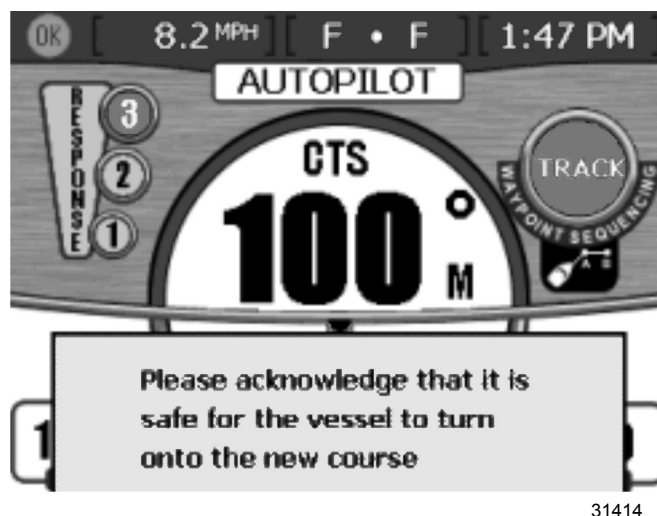 OK [ 8.2 MPH ] [ F • F ] [ 1:47 PM ]
AUTOPILOT
RESPONSE
3
2
1
CTS
100°
M
TRACK
WAYPOINT SEQUENCING
A B
Please acknowledge that it is
safe for the vessel to turn
onto the new course
31414